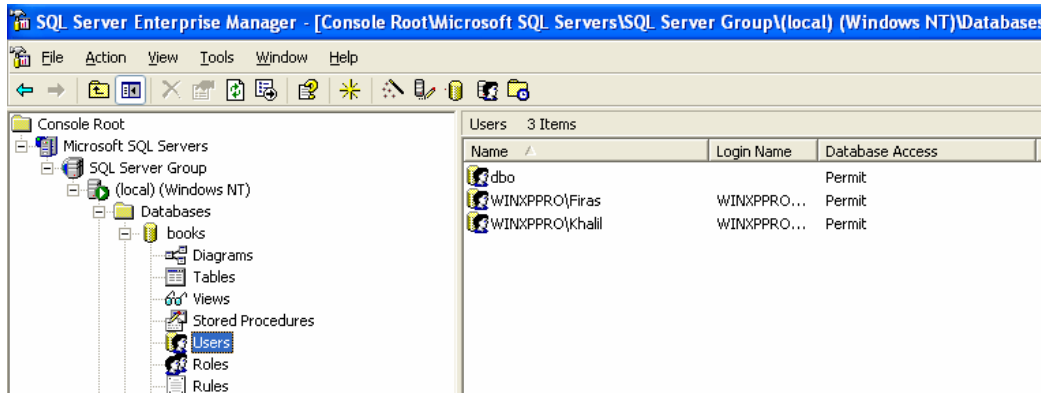 SQL Server Enterprise Manager - [Console Root\Microsoft SQL Servers\SQL Server Group\(local) (Windows NT)\Databases
File Action View Tools Window Help
Console Root
Microsoft SQL Servers
SQL Server Group
(local) (Windows NT)
Databases
books
Diagrams
Tables
Views
Stored Procedures
Users
Roles
Rules
Users 3 Items
Name Login Name Database Access
dbo Permit
WINXPPRO\Firas WINXPPRO... Permit
WINXPPRO\Khalil WINXPPRO... Permit